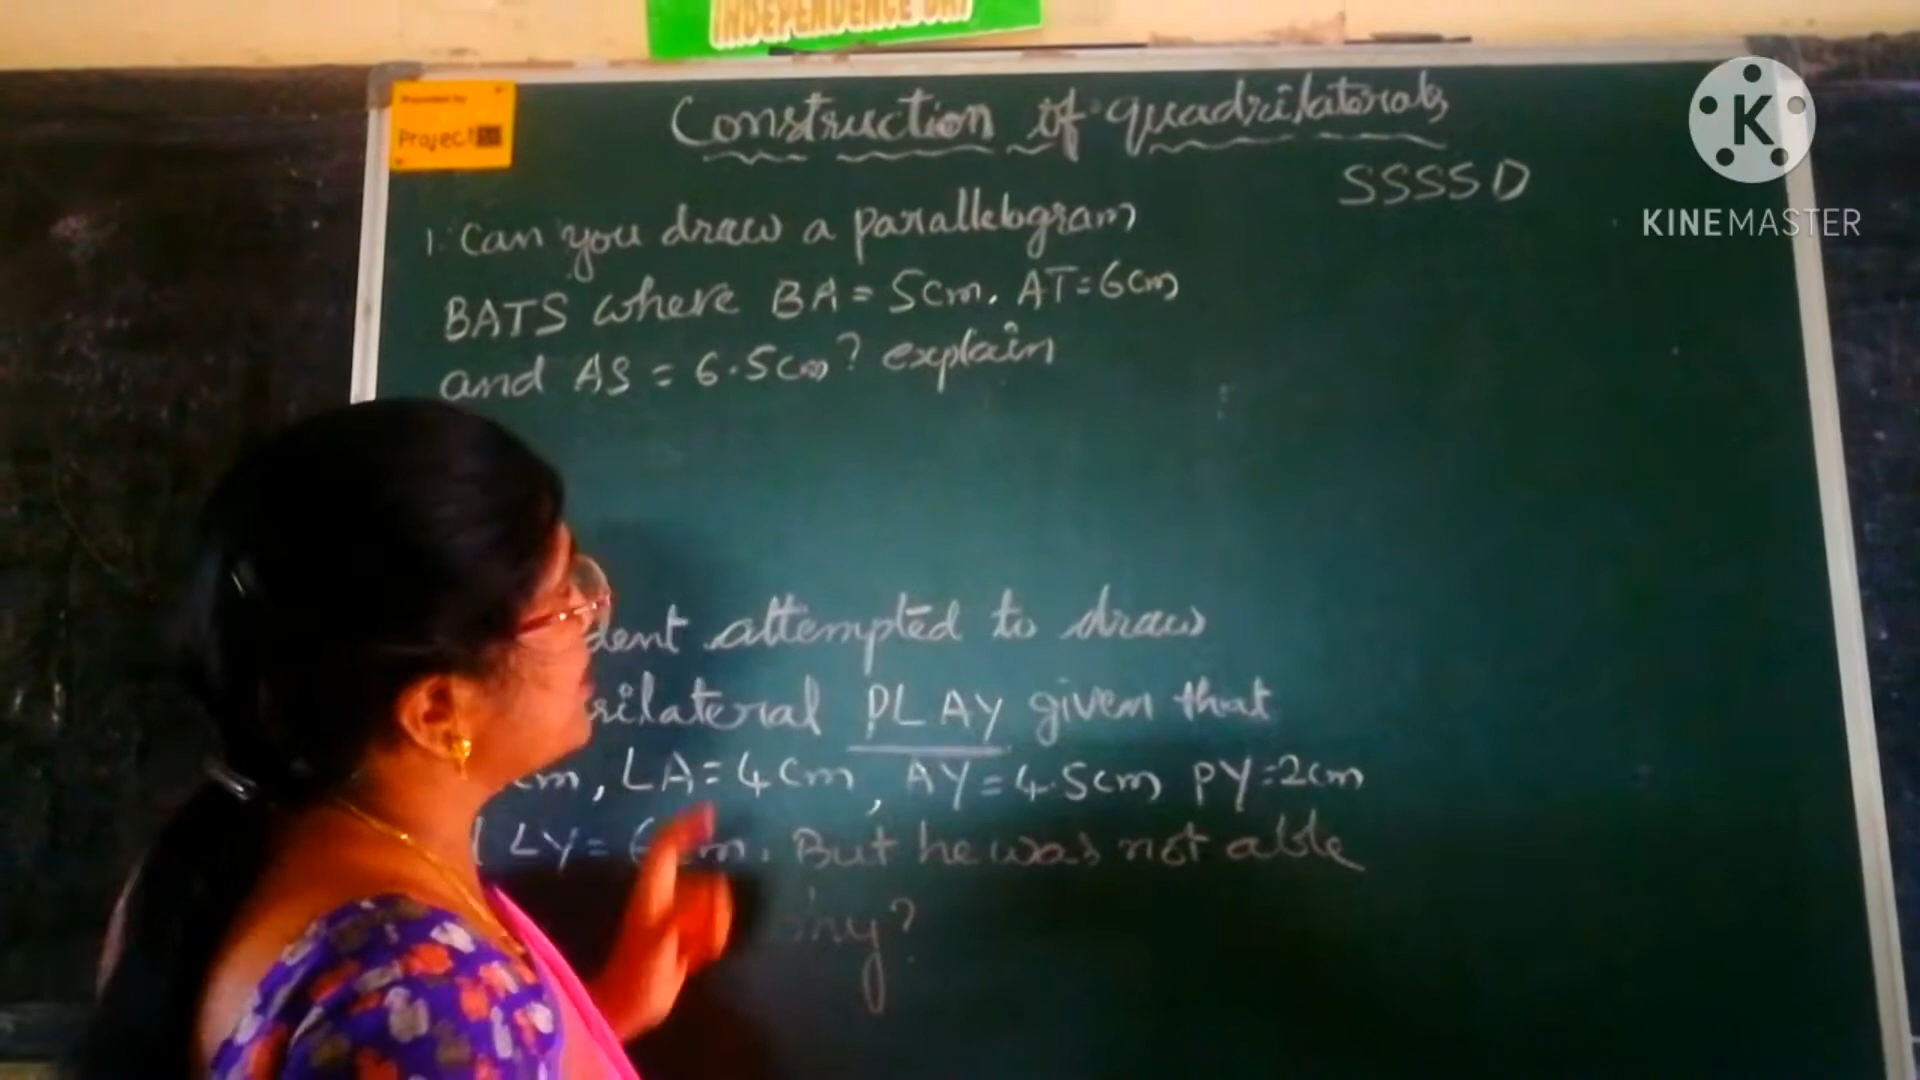 INDEPENDENCE DAY
Provided by
Project
Construction of quadrilaterals
SSSSD
KINEMASTER
1. Can you draw a parallelogram
BATS where BA = 5cm. AT = 6cm
and AS = 6.5cm? explain
dent attempted to draw
rilateral PLAY given that
cm, LA = 4cm, AY = 4.5cm PY = 2cm
LY = 6cm. But he was not able
hy?